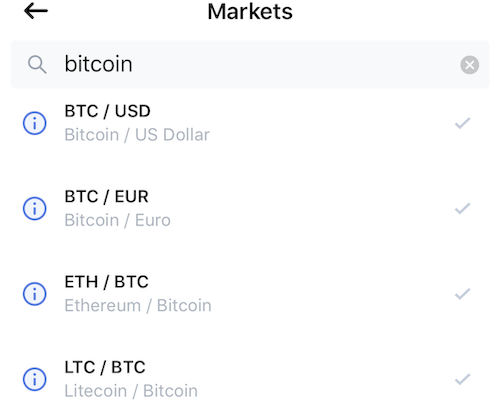 Markets
bitcoin
BTC / USD
Bitcoin / US Dollar
BTC / EUR
Bitcoin / Euro
ETH / BTC
Ethereum / Bitcoin
LTC / BTC
Litecoin / Bitcoin